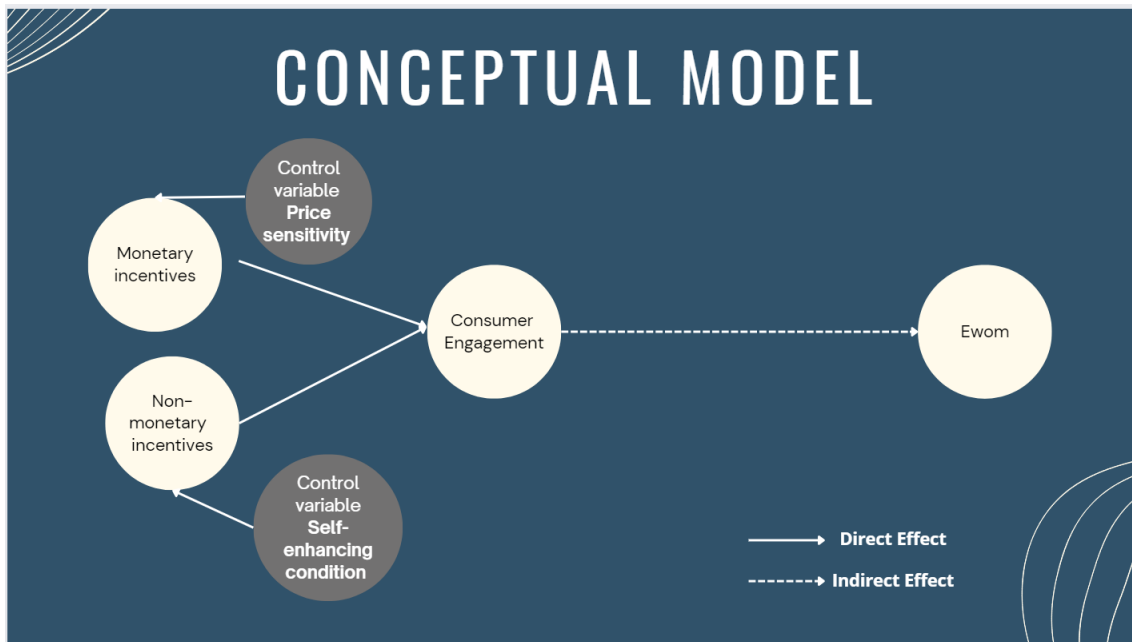 CONCEPTUAL MODEL
Control
variable
Price
sensitivity
Monetary
incentives
Consumer
Engagement
Ewom
Non-
monetary
incentives
Control
variable
Self-
enhancing
condition
Direct Effect
Indirect Effect